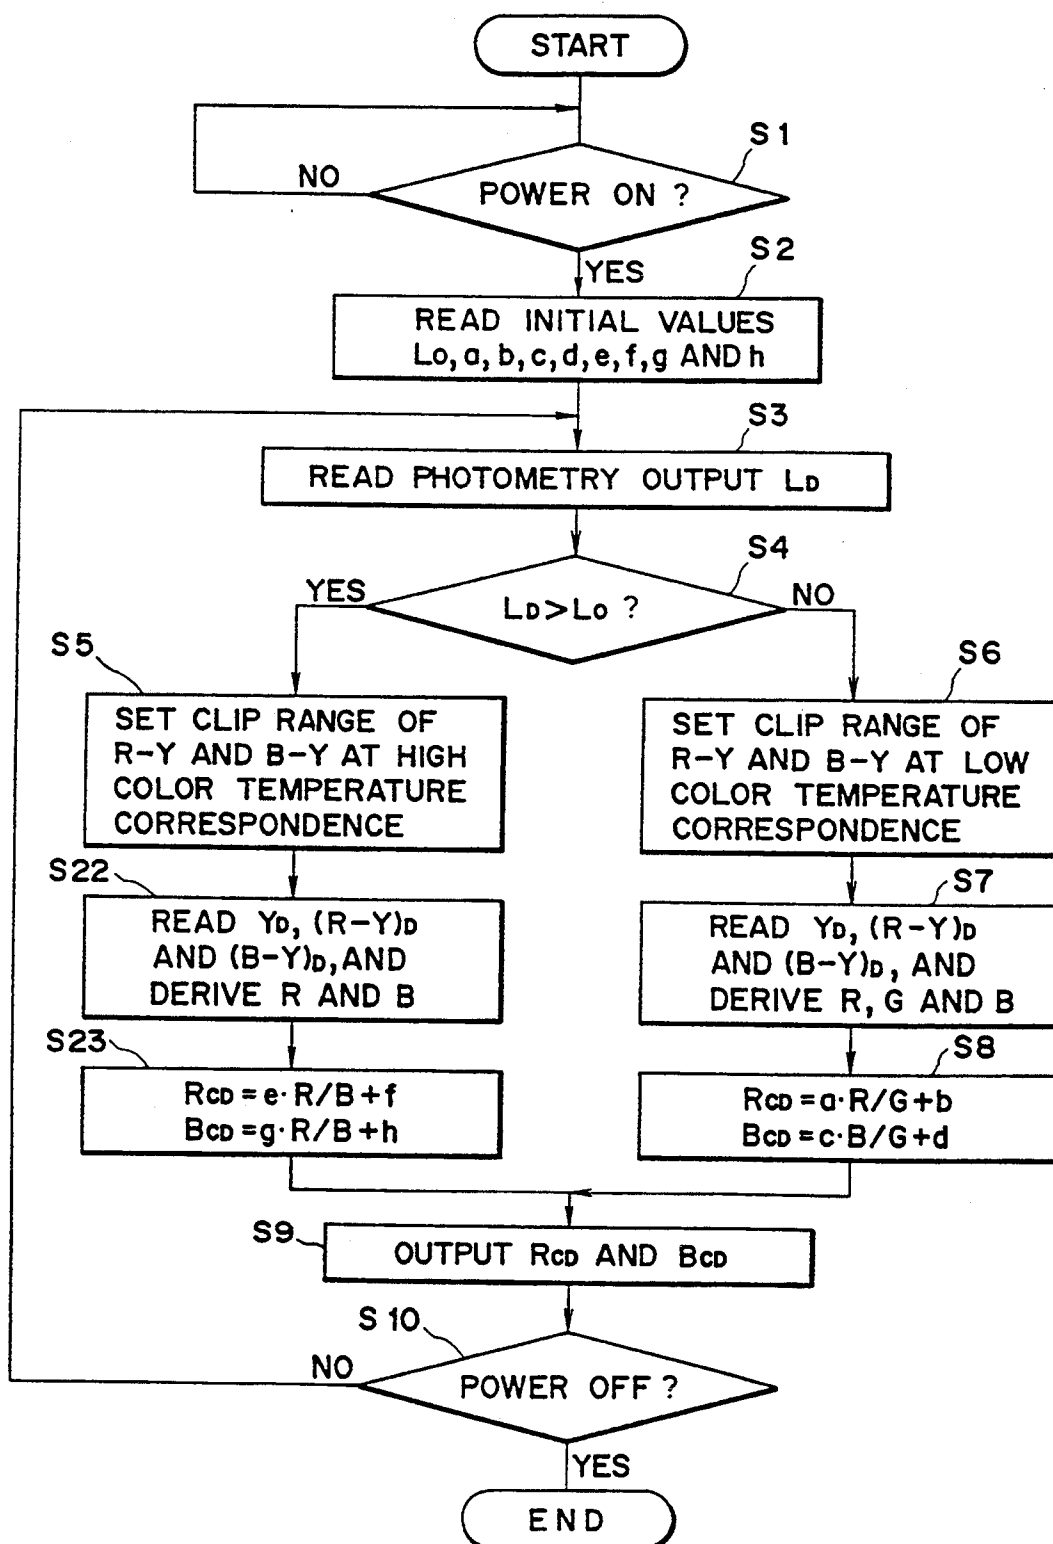 START
S1
NO
POWER ON ?
YES
S2
READ INITIAL VALUES
Lo, a, b, c, d, e, f, g AND h
S3
READ PHOTOMETRY OUTPUT LD
S4
YES
LD>Lo ?
NO
S5
SET CLIP RANGE OF
R-Y AND B-Y AT HIGH
COLOR TEMPERATURE
CORRESPONDENCE
S6
SET CLIP RANGE OF
R-Y AND B-Y AT LOW
COLOR TEMPERATURE
CORRESPONDENCE
S22
READ YD, (R-Y)D
AND (B-Y)D, AND
DERIVE R AND B
S7
READ YD, (R-Y)D
AND (B-Y)D, AND
DERIVE R, G AND B
S23
RCD = e· R/B + f
BCD = g· R/B + h
S8
RCD = a· R/G + b
BCD = c· B/G + d
S9
OUTPUT RCD AND BCD
S10
NO
POWER OFF ?
YES
END